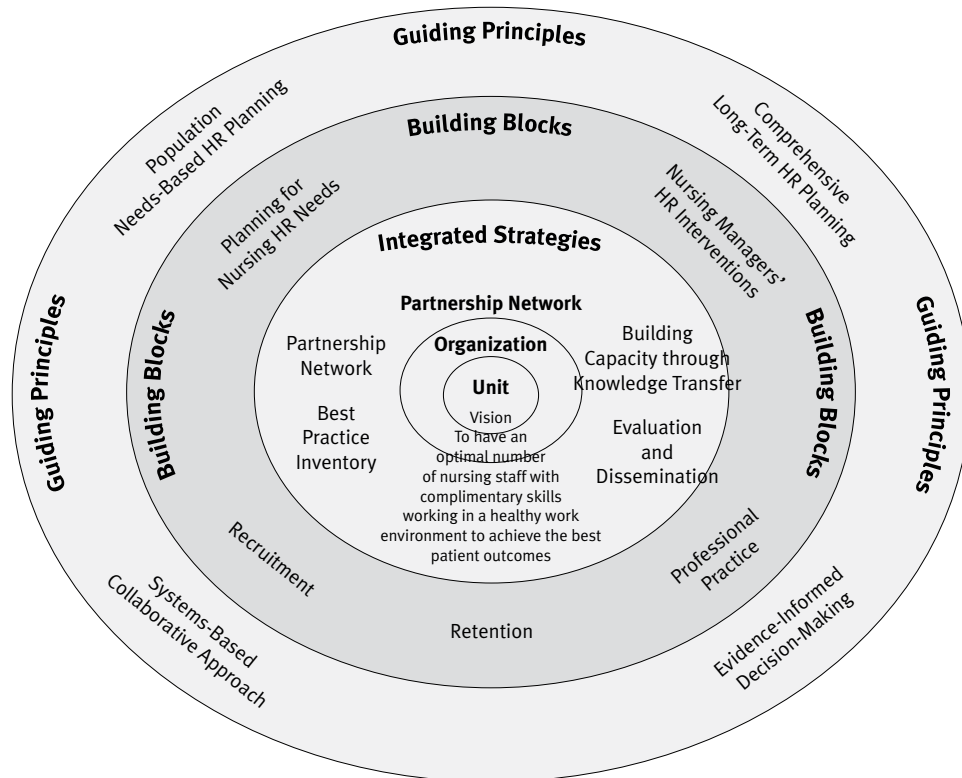 Guiding Principles
Population
Needs-Based HR Planning
Comprehensive
Long-Term HR Planning
Building Blocks
Planning for
Nursing HR Needs
Nursing Managers’
HR Interventions
Integrated Strategies
Guiding Principles
Building Blocks
Partnership Network
Partnership
Network
Organization
Building
Capacity through
Knowledge Transfer
Unit
Building Blocks
Guiding Principles
Best
Practice
Inventory
Evaluation
and
Dissemination
Vision
To have an
optimal number
of nursing staff with
complimentary skills
working in a healthy work
environment to achieve the best
patient outcomes
Recruitment
Professional
Practice
Retention
Systems-Based
Collaborative Approach
Evidence-Informed
Decision-Making